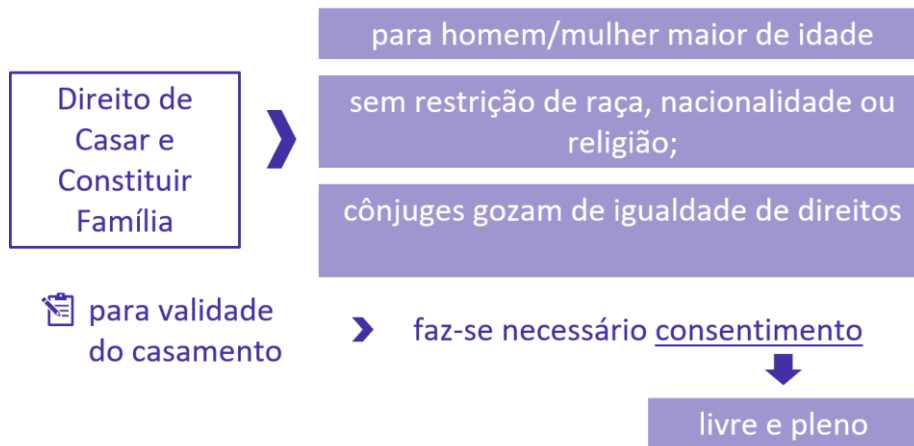 Direito de
Casar e
Constituir
Família
para homem/mulher maior de idade
sem restrição de raça, nacionalidade ou
religião;
cônjuges gozam de igualdade de direitos
para validade
do casamento
faz-se necessário consentimento
livre e pleno